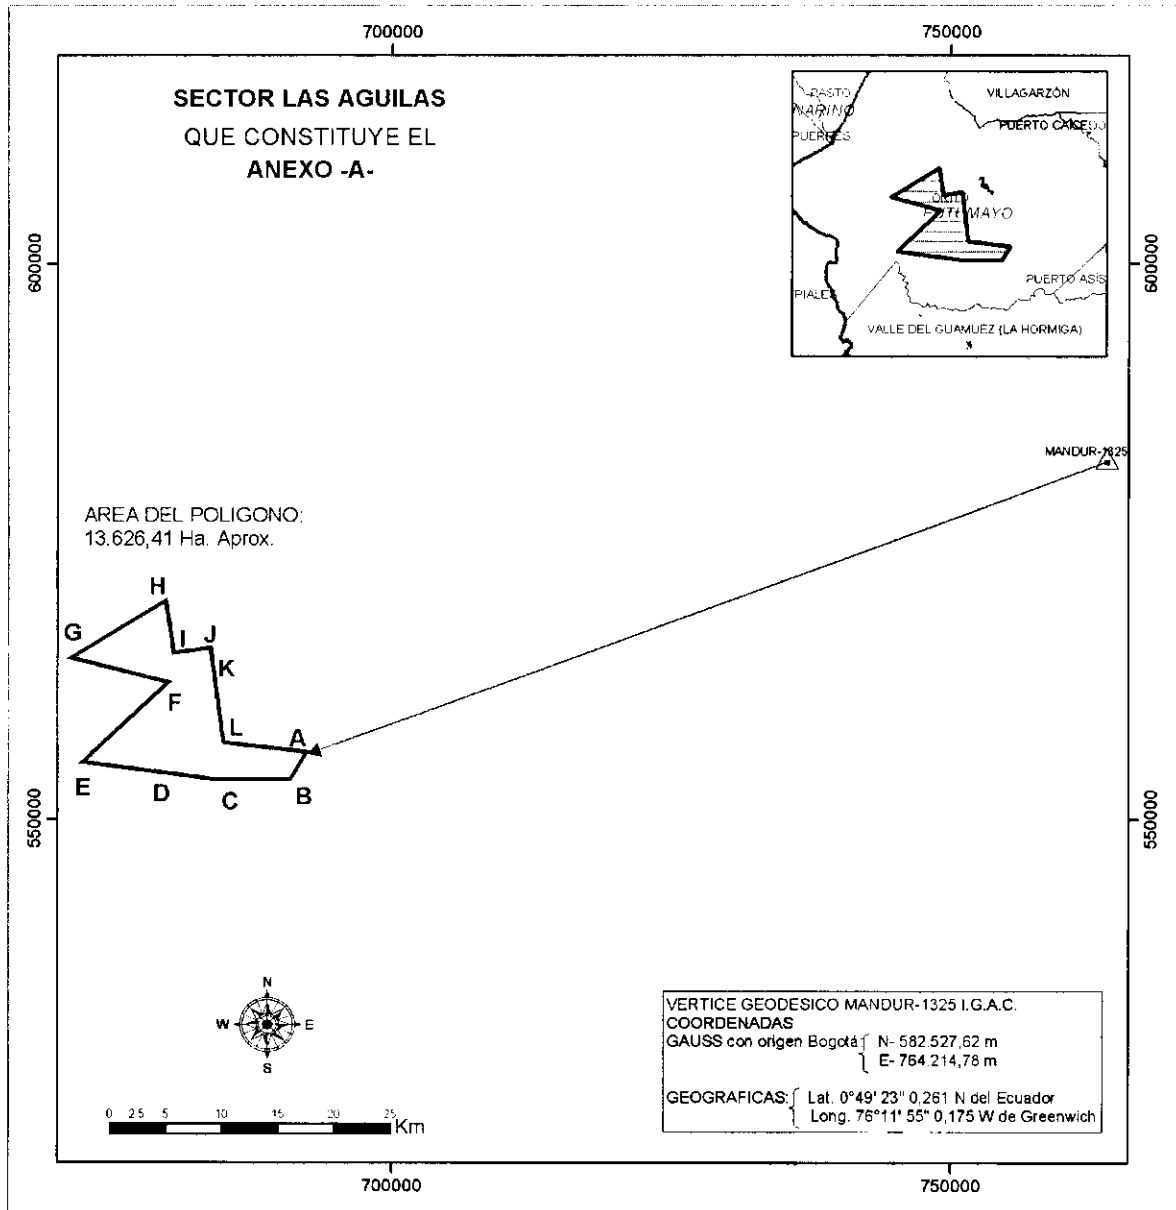 700000
750000
SECTOR LAS AGUILAS
QUE CONSTITUYE EL
ANEXO -A-
PASTO
NARIÑO
PUERRES
VILLAGARZÓN
PUERTO CAICEDO
ORITO
PUTUMAYO
PUERTO ASIS
IPIALES
VALLE DEL GUAMUEZ (LA HORMIGA)
600000
600000
MANDUR-1325
AREA DEL POLIGONO:
13.626,41 Ha. Aprox.
H
G
I
J
K
F
L
A
E
D
C
B
550000
550000
N
W
E
S
0 2.5 5 10 15 20 25
Km
VERTICE GEODESICO MANDUR-1325 I.G.A.C.
COORDENADAS
GAUSS con origen Bogotá { N- 582.527,62 m
E- 764.214,78 m
GEOGRAFICAS: { Lat. 0°49' 23" 0,261 N del Ecuador
Long. 76°11' 55" 0,175 W de Greenwich
700000
750000